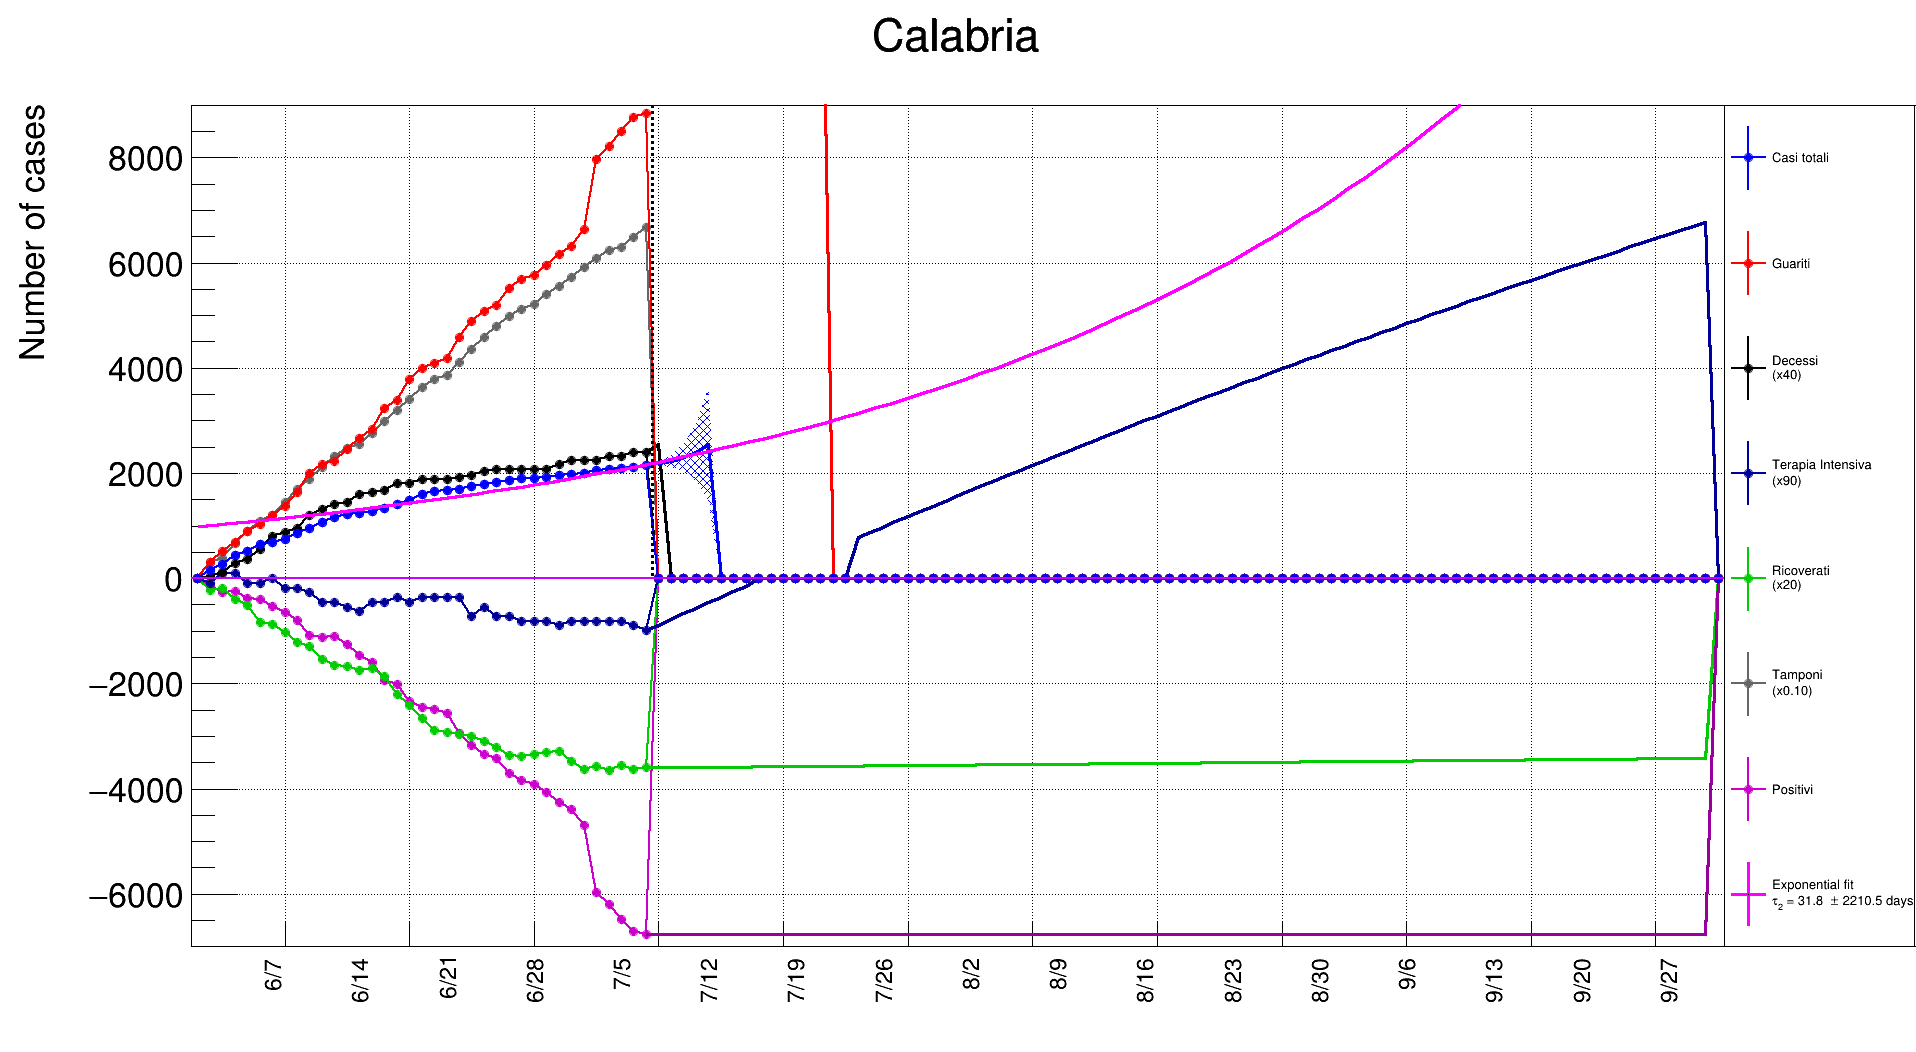 Calabria
Number of cases
8000
6000
4000
2000
0
−2000
−4000
−6000
6/7
6/14
6/21
6/28
7/5
7/12
7/19
7/26
8/2
8/9
8/16
8/23
8/30
9/6
9/13
9/20
9/27
Casi totali
Guariti
Decessi
(x40)
Terapia Intensiva
(x90)
Ricoverati
(x20)
Tamponi
(x0.10)
Positivi
Exponential fit
τ2 = 31.8 ± 2210.5 days